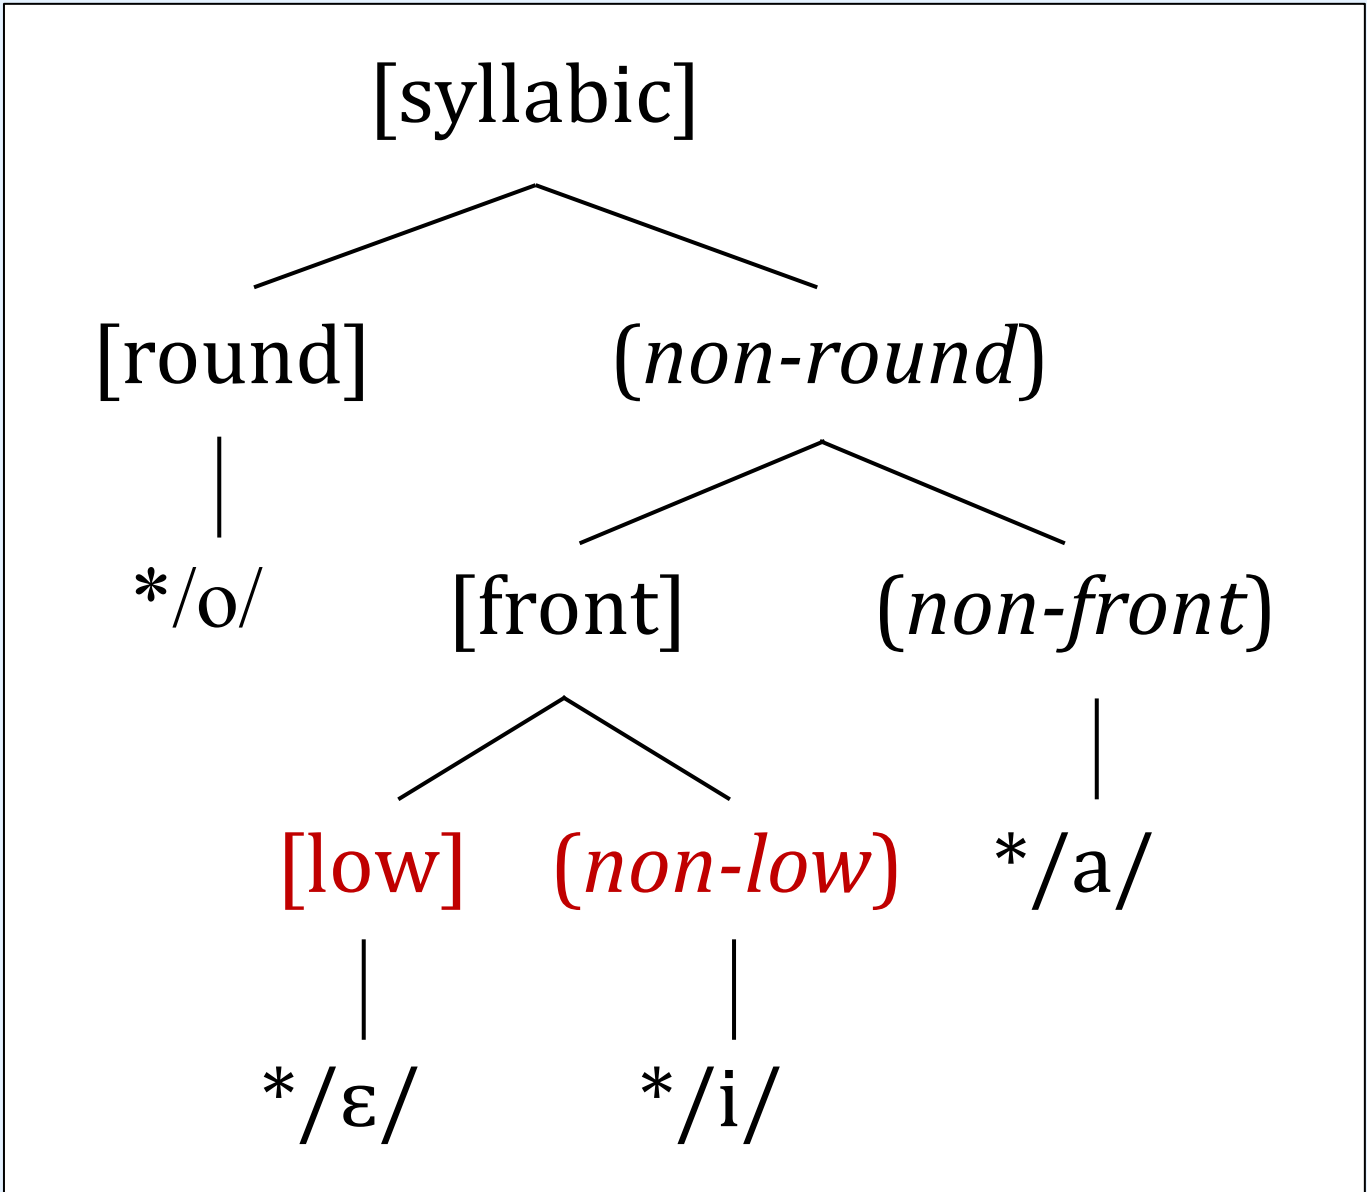 [syllabic]
[round] (non-round)
*/o/ [front] (non-front)
[low] (non-low) */a/
*/ɛ/ */i/